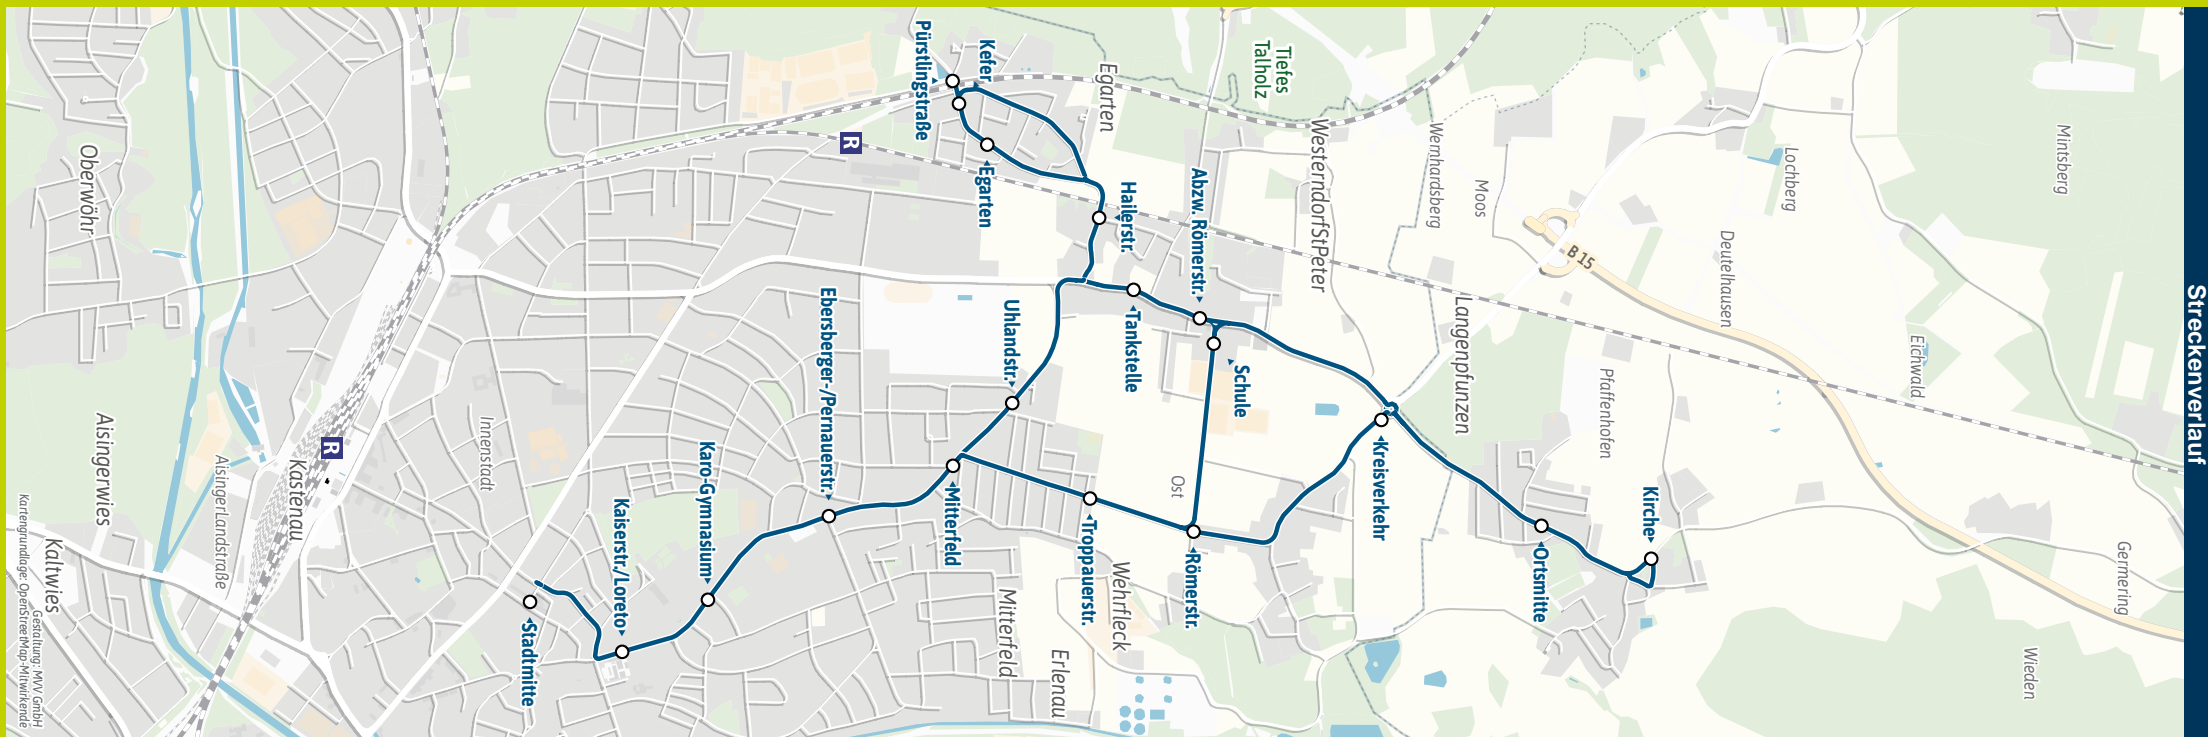 Streckenverlauf
Mintsberg
Lochberg
Deutelhausen
Eichwald
Germering
Wieden
B 15
Moos
Wernhardsberg
Pfaffenhofen
Langenpfunzen
Kirche
Ortsmitte
Kreisverkehr
WesterndorfStPeter
Tiefes
Talholz
Abzw. Römerstr.
Schule
Ost
Römerstr.
Egarten
Hailerstr.
Tankstelle
Troppauerstr.
Wehrfleck
Erlenau
Kefer
Pürstlingstraße
Egarten
Uhlandstr.
Mitterfeld
Mitterfeld
R
Ebersberger-/Pernauerstr.
Karo-Gymnasium
Kaiserstr./Loreto
Stadtmitte
Innenstadt
R
Kastenau
AisingerLandstraße
Oberwöhr
Aisingerwies
Kaltwies
Gestaltung: MVV GmbH
Kartengrundlage: OpenStreetMap-Mitwirkende